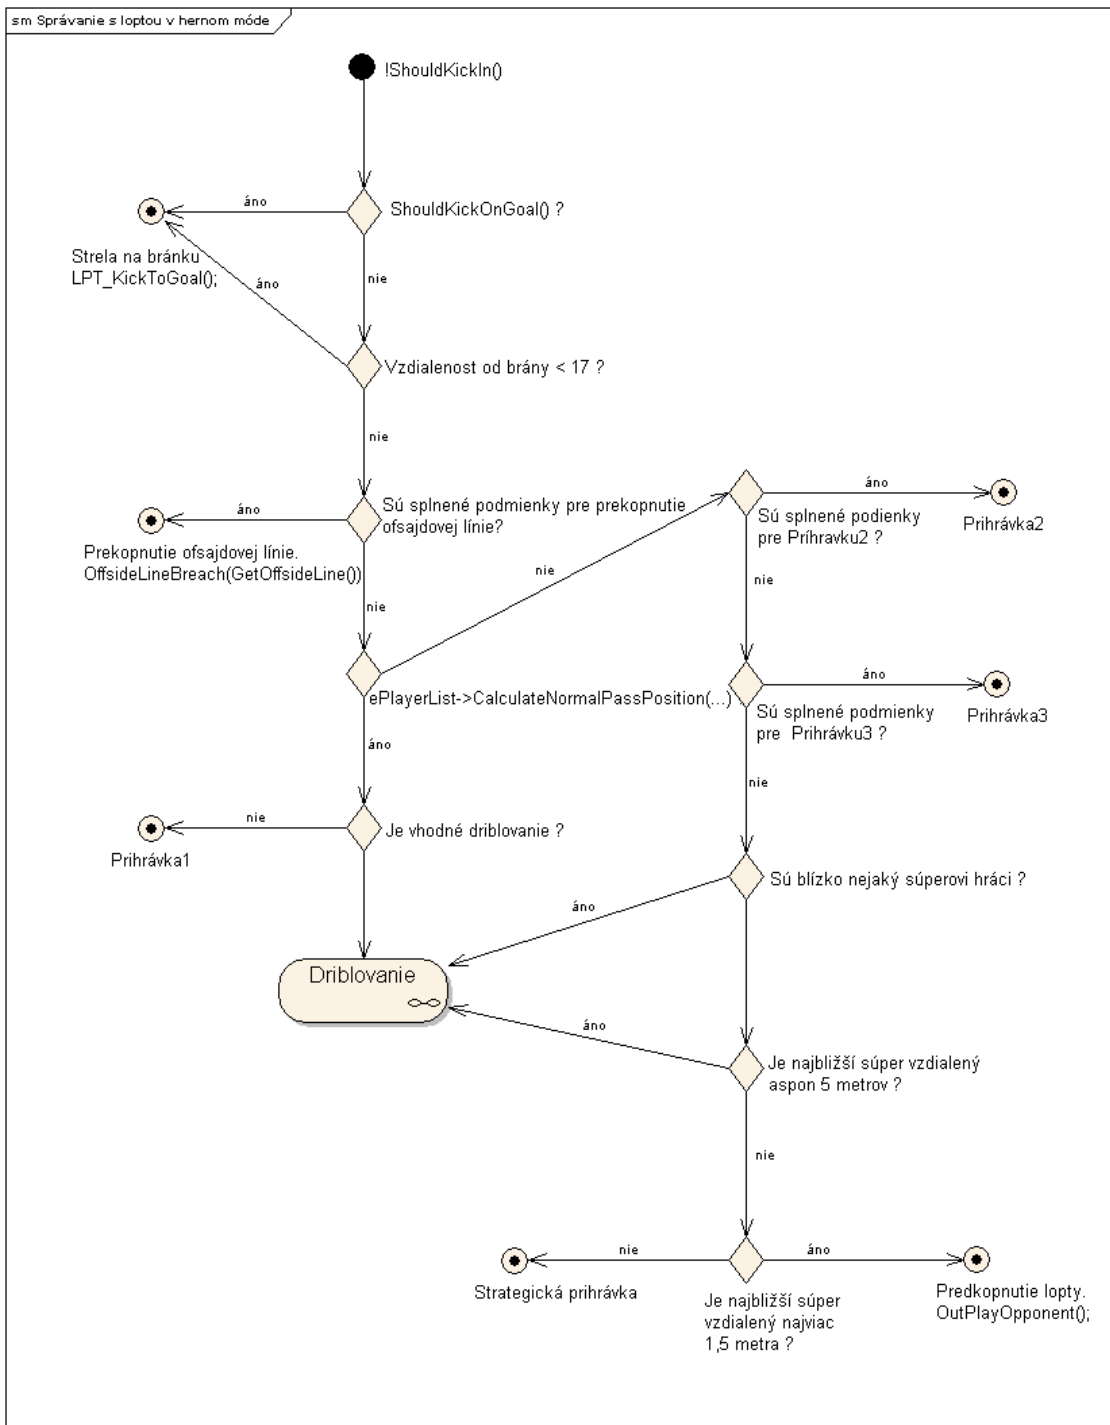 sm Správanie s loptou v hernom móde
!ShouldKickIn()
áno
ShouldKickOnGoal() ?
Strela na bránku
LPT_KickToGoal();
áno
nie
Vzdialenost od brány < 17 ?
nie
áno
Sú splnené podmienky pre prekopnutie
ofsajdovej línie?
Prekopnutie ofsajdovej línie.
OffsideLineBreach(GetOffsideLine())
áno
Sú splnené podienky
pre Príhravku2 ?
Prihrávka2
nie
nie
nie
ePlayerList->CalculateNormalPassPosition(...)
áno
Sú splnené podmienky
pre Prihrávku3 ?
Prihrávka3
áno
nie
nie
Je vhodné driblovanie ?
Prihrávka1
Sú blízko nejaký súperovi hráci ?
áno
Driblovanie
áno
Je najbližší súper vzdialený
aspon 5 metrov ?
nie
nie
áno
Strategická prihrávka
Je najbližší súper
vzdialený najviac
1,5 metra ?
Predkopnutie lopty.
OutPlayOpponent();